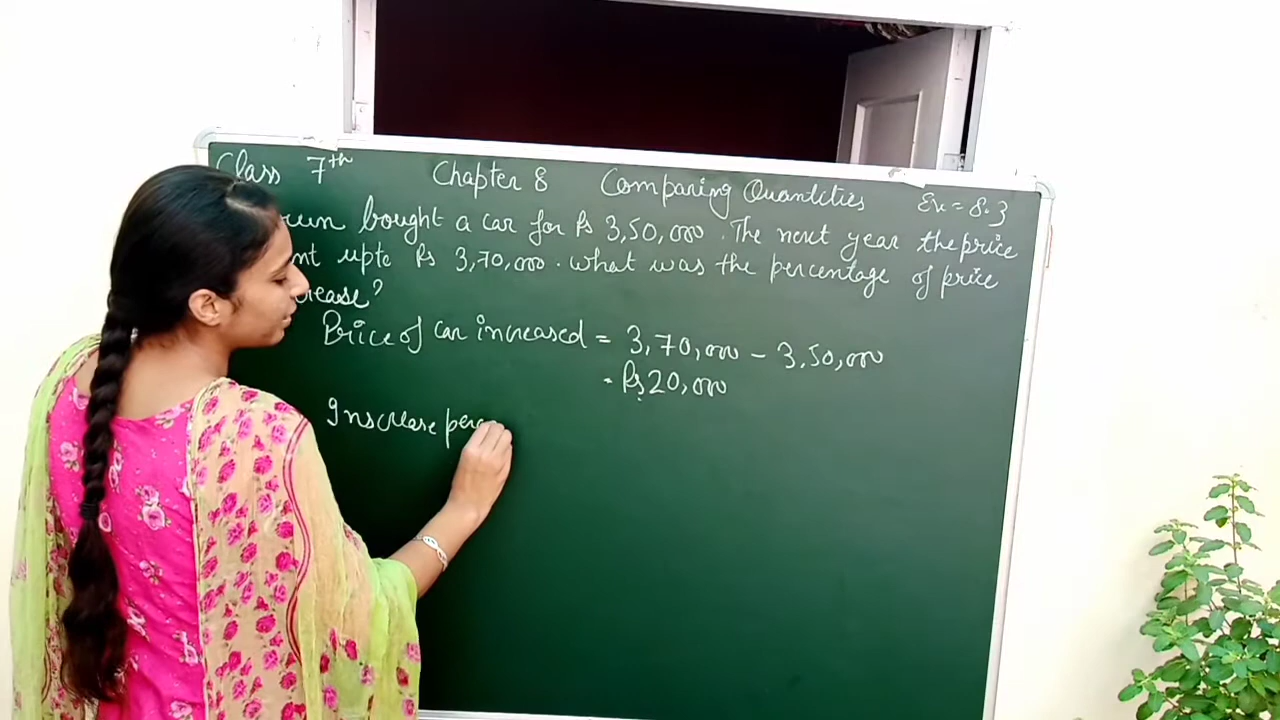 Class 7th Chapter 8 Comparing Quantities Ex = 8.3
bought a car for Rs 3,50,000. The next year the price
upto Rs 3,70,000. what was the percentage of price
Price of car increased = 3,70,000 - 3,50,000
= Rs 20,000
Inscrease perc